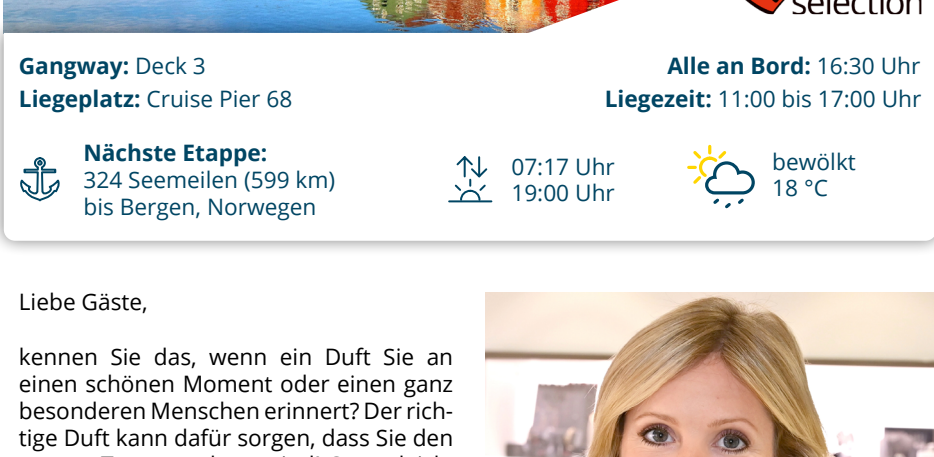 selection
Gangway: Deck 3
Alle an Bord: 16:30 Uhr
Liegeplatz: Cruise Pier 68
Liegezeit: 11:00 bis 17:00 Uhr
Nächste Etappe:
324 Seemeilen (599 km)
bis Bergen, Norwegen
07:17 Uhr
19:00 Uhr
bewölkt
18 °C
Liebe Gäste,
kennen Sie das, wenn ein Duft Sie an
einen schönen Moment oder einen ganz
besonderen Menschen erinnert? Der rich-
tige Duft kann dafür sorgen, dass Sie den